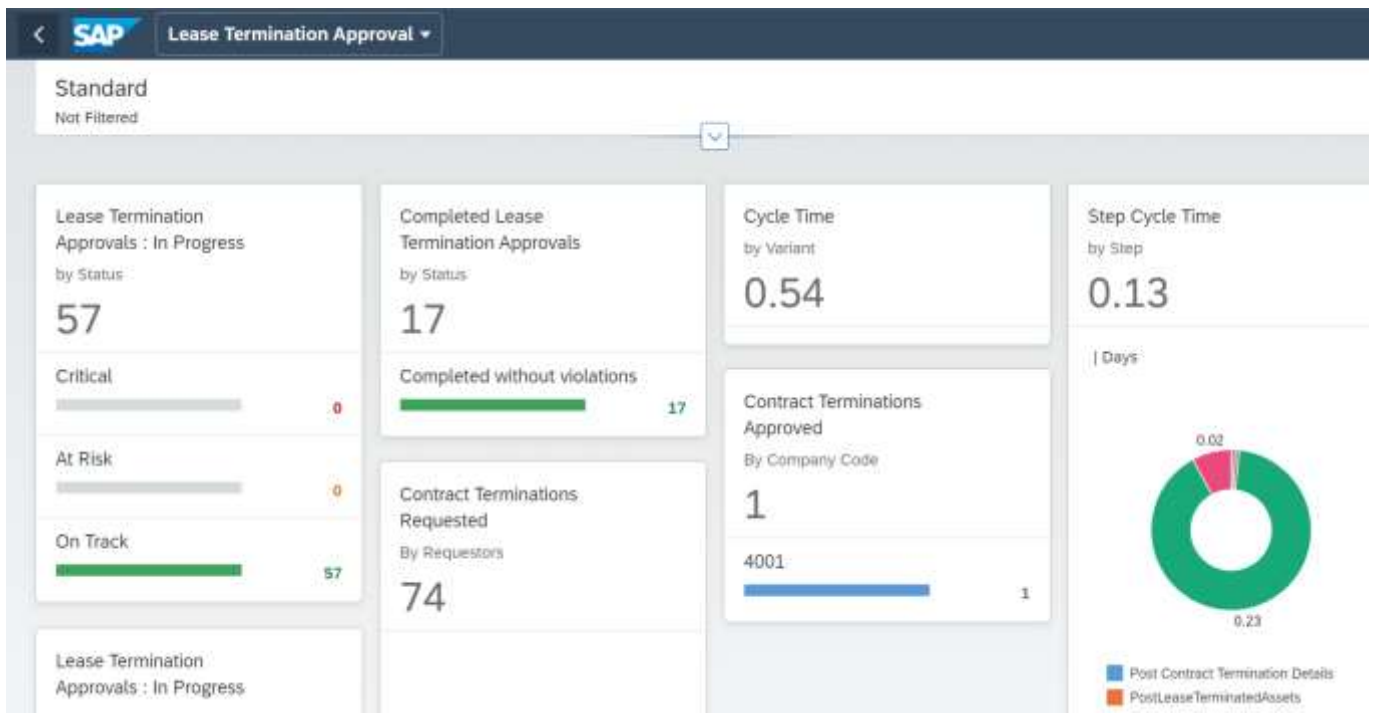 SAP
Lease Termination Approval
Standard
Not Filtered
Lease Termination
Approvals : In Progress
by Status
57
Critical
0
At Risk
0
On Track
57
Lease Termination
Approvals : In Progress
Completed Lease
Termination Approvals
by Status
17
Completed without violations
17
Contract Terminations
Requested
By Requestors
74
Cycle Time
by Variant
0.54
Contract Terminations
Approved
By Company Code
1
4001
1
Step Cycle Time
by Step
0.13
| Days
0.02
0.23
Post Contract Termination Details
PostLeaseTerminatedAssets